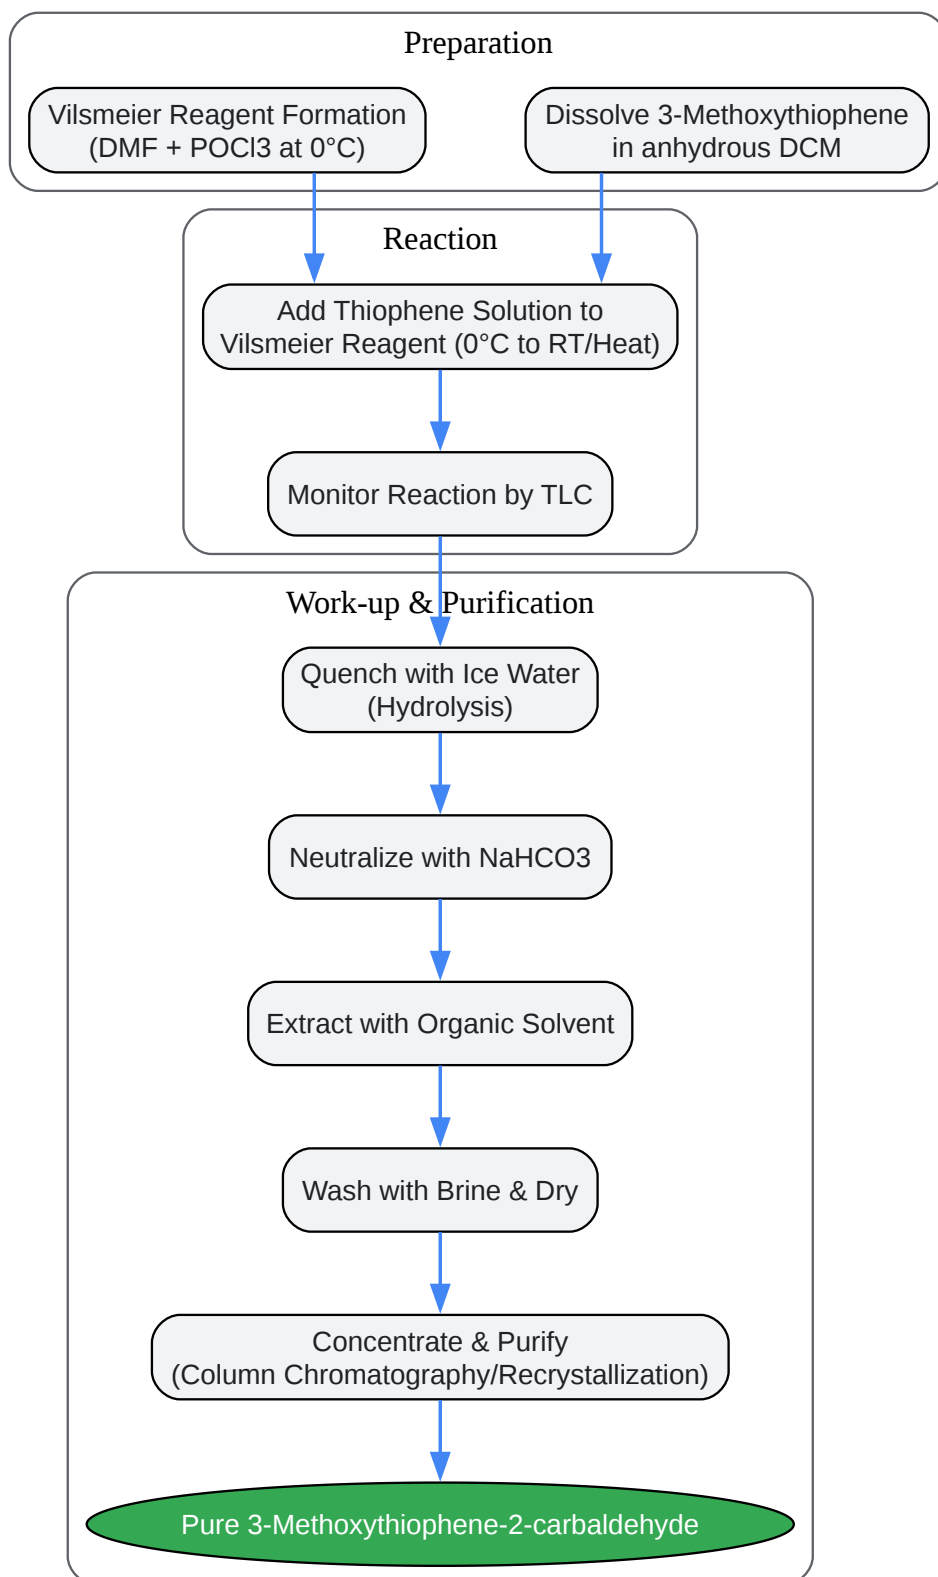 Preparation
Vilsmeier Reagent Formation
(DMF + POCl3 at 0°C)
Dissolve 3-Methoxythiophene
in anhydrous DCM
Reaction
Add Thiophene Solution to
Vilsmeier Reagent (0°C to RT/Heat)
Monitor Reaction by TLC
Work-up & Purification
Quench with Ice Water
(Hydrolysis)
Neutralize with NaHCO3
Extract with Organic Solvent
Wash with Brine & Dry
Concentrate & Purify
(Column Chromatography/Recrystallization)
Pure 3-Methoxythiophene-2-carbaldehyde